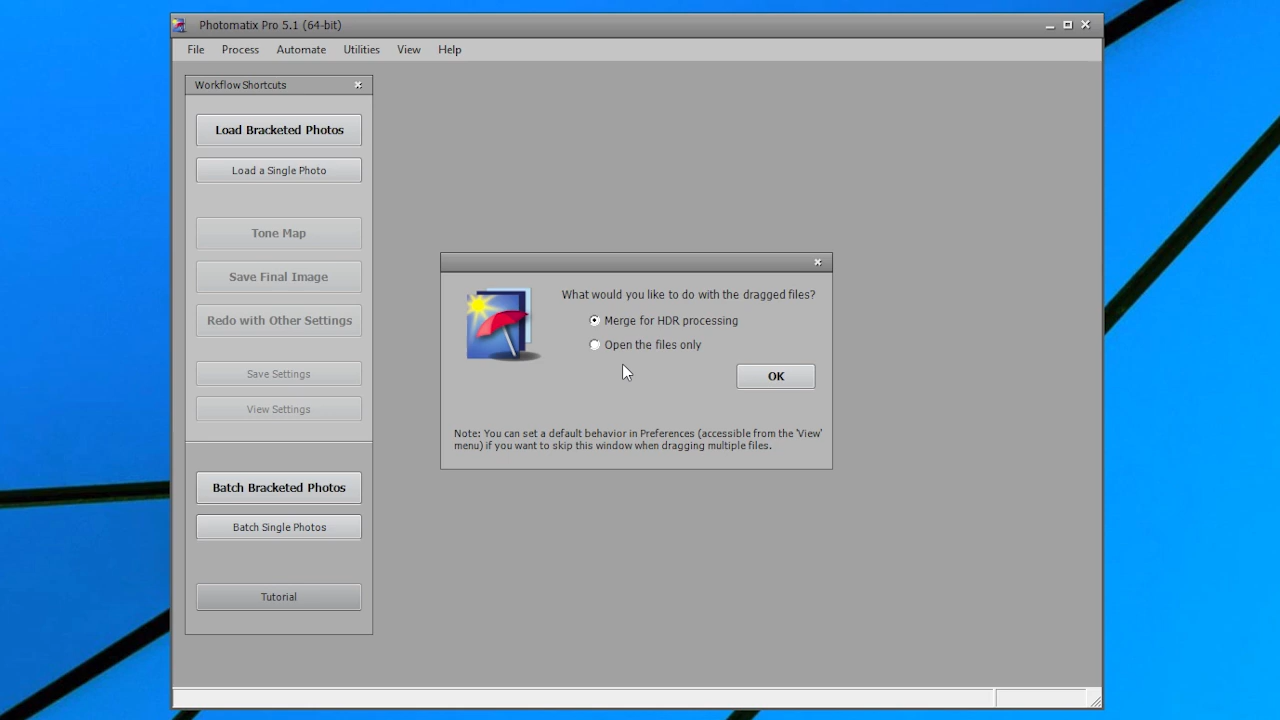 Photomatix Pro 5.1 (64-bit)
File Process Automate Utilities View Help
Workflow Shortcuts
Load Bracketed Photos
Load a Single Photo
Tone Map
Save Final Image
Redo with Other Settings
Save Settings
View Settings
Batch Bracketed Photos
Batch Single Photos
Tutorial
What would you like to do with the dragged files?
Merge for HDR processing
Open the files only
OK
Note: You can set a default behavior in Preferences (accessible from the 'View'
menu) if you want to skip this window when dragging multiple files.